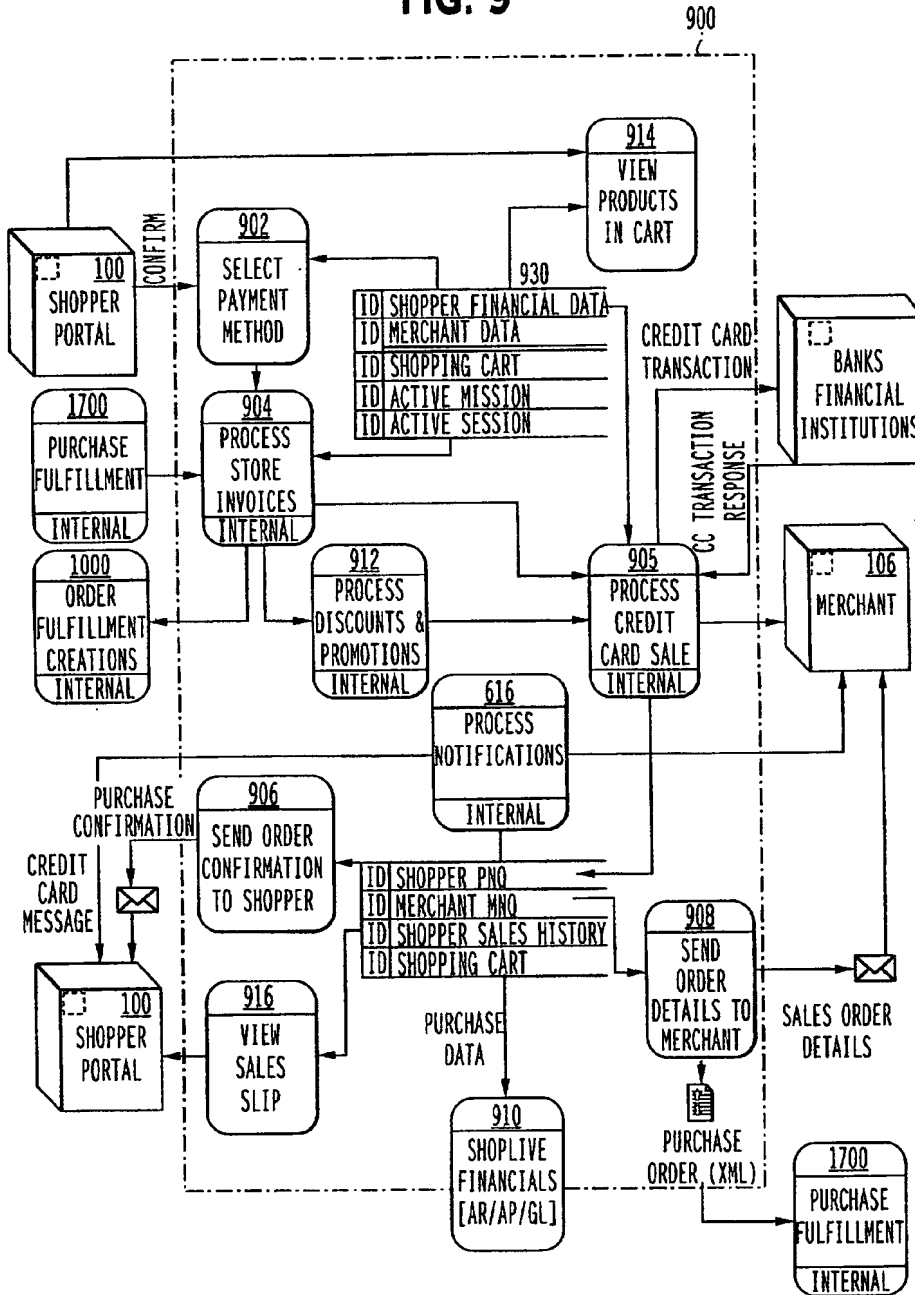 FIG. 9
900
914
VIEW
PRODUCTS
IN CART
902
SELECT
PAYMENT
METHOD
CONFIRM
100
SHOPPER
PORTAL
930
ID SHOPPER FINANCIAL DATA
ID MERCHANT DATA
ID SHOPPING CART
ID ACTIVE MISSION
ID ACTIVE SESSION
CREDIT CARD
TRANSACTION
BANKS
FINANCIAL
INSTITUTIONS
1700
PURCHASE
FULFILLMENT
INTERNAL
904
PROCESS
STORE
INVOICES
INTERNAL
CC TRANSACTION
RESPONSE
1000
ORDER
FULFILLMENT
CREATIONS
INTERNAL
912
PROCESS
DISCOUNTS &
PROMOTIONS
INTERNAL
905
PROCESS
CREDIT
CARD SALE
INTERNAL
106
MERCHANT
616
PROCESS
NOTIFICATIONS
INTERNAL
PURCHASE
CONFIRMATION
906
SEND ORDER
CONFIRMATION
TO SHOPPER
CREDIT
CARD
MESSAGE
ID SHOPPER PNQ
ID MERCHANT MNQ
ID SHOPPER SALES HISTORY
ID SHOPPING CART
908
SEND
ORDER
DETAILS TO
MERCHANT
SALES ORDER
DETAILS
100
SHOPPER
PORTAL
916
VIEW
SALES
SLIP
PURCHASE
DATA
910
SHOPLIVE
FINANCIALS
[AR/AP/GL]
PURCHASE
ORDER (XML)
1700
PURCHASE
FULFILLMENT
INTERNAL